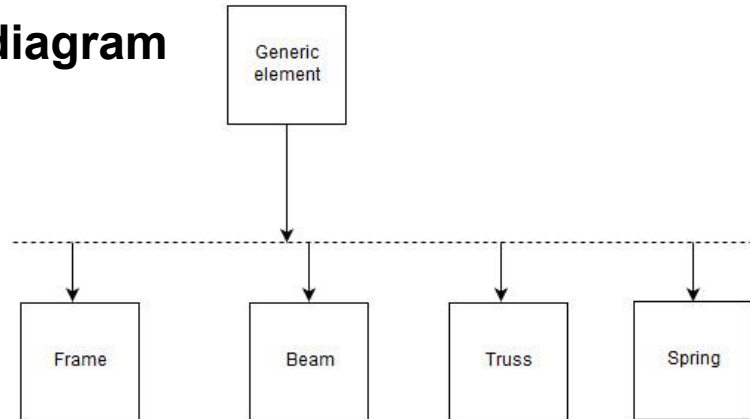 diagram
Generic
element
Frame
Beam
Truss
Spring